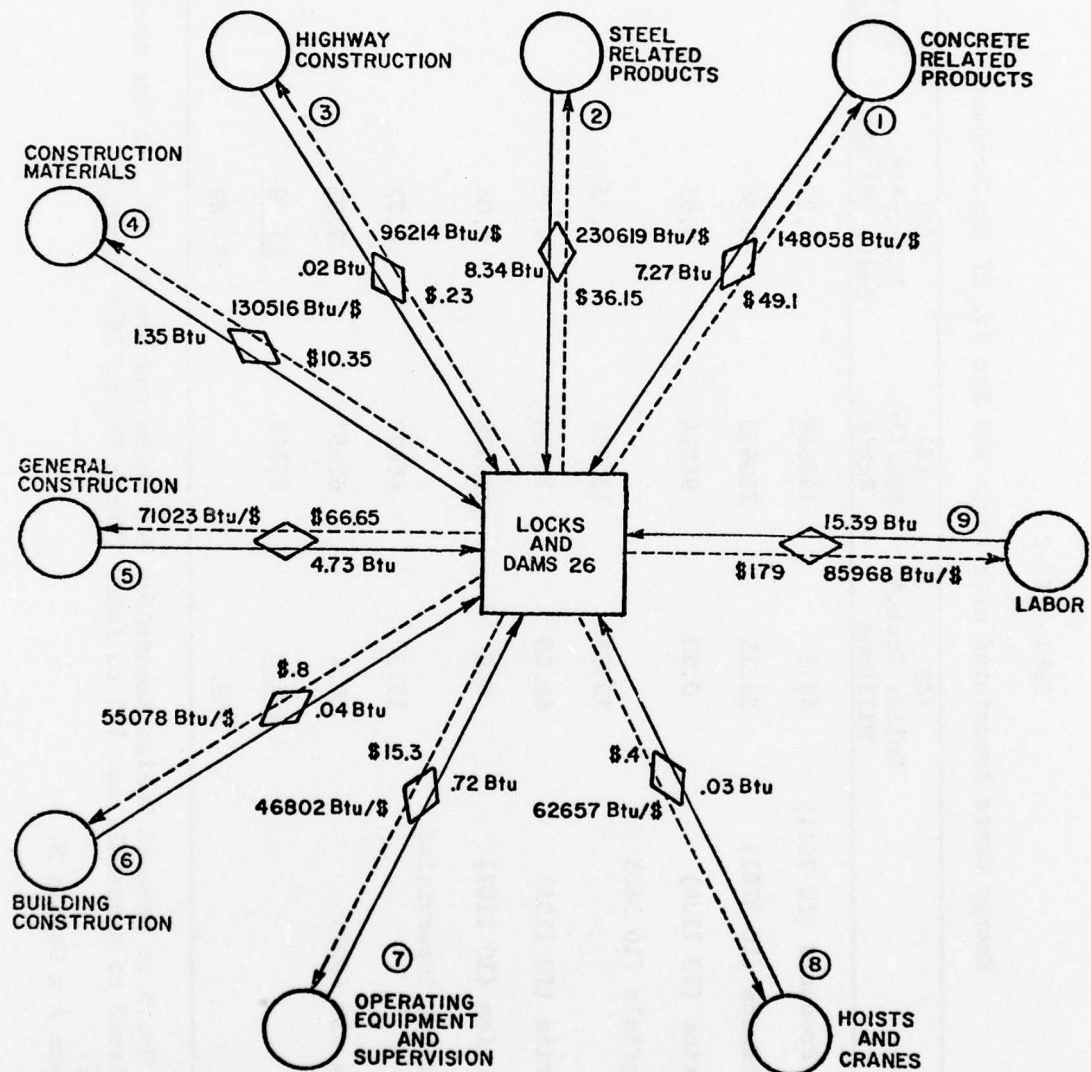 HIGHWAY
CONSTRUCTION
③
96214 Btu/$
.02 Btu
$.23
STEEL
RELATED
PRODUCTS
②
230619 Btu/$
8.34 Btu
$36.15
CONCRETE
RELATED
PRODUCTS
①
148058 Btu/$
7.27 Btu
$49.1
CONSTRUCTION
MATERIALS
④
130516 Btu/$
1.35 Btu
$10.35
GENERAL
CONSTRUCTION
71023 Btu/$
$66.65
4.73 Btu
⑤
LOCKS
AND
DAMS 26
15.39 Btu
⑨
$179
85968 Btu/$
LABOR
$.8
55078 Btu/$
.04 Btu
⑥
BUILDING
CONSTRUCTION
$15.3
.72 Btu
46802 Btu/$
⑦
OPERATING
EQUIPMENT
AND
SUPERVISION
$.4
.03 Btu
62657 Btu/$
⑧
HOISTS
AND
CRANES